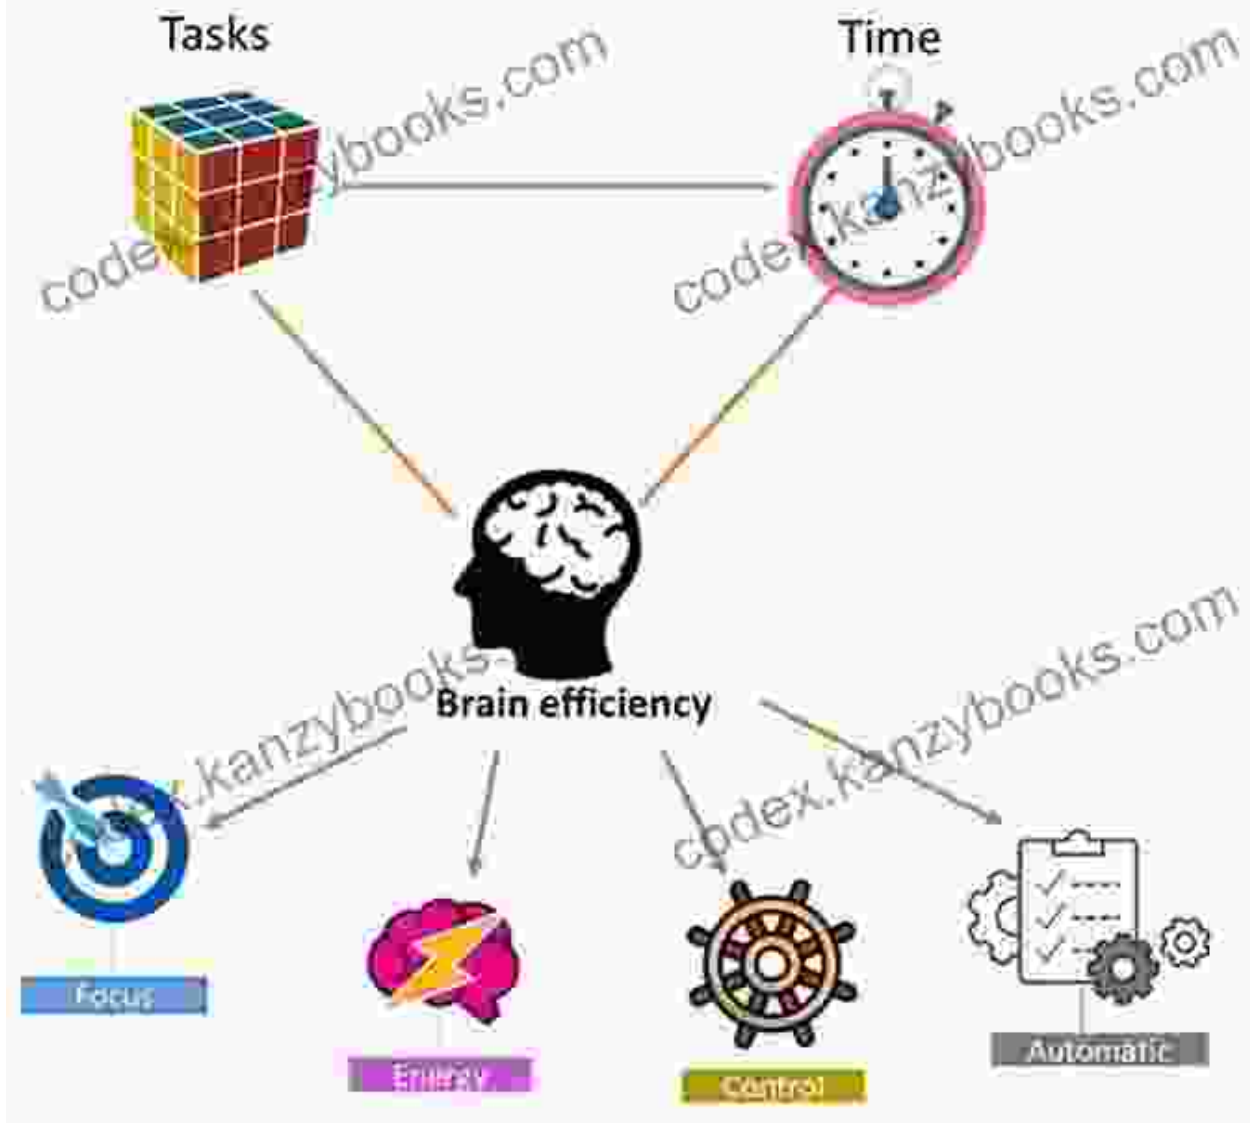 Tasks
Time
codex.kanzybooks.com
codex.kanzybooks.com
Brain efficiency
codex.kanzybooks.com
codex.kanzybooks.com
Focus
Energy
Control
Automatic